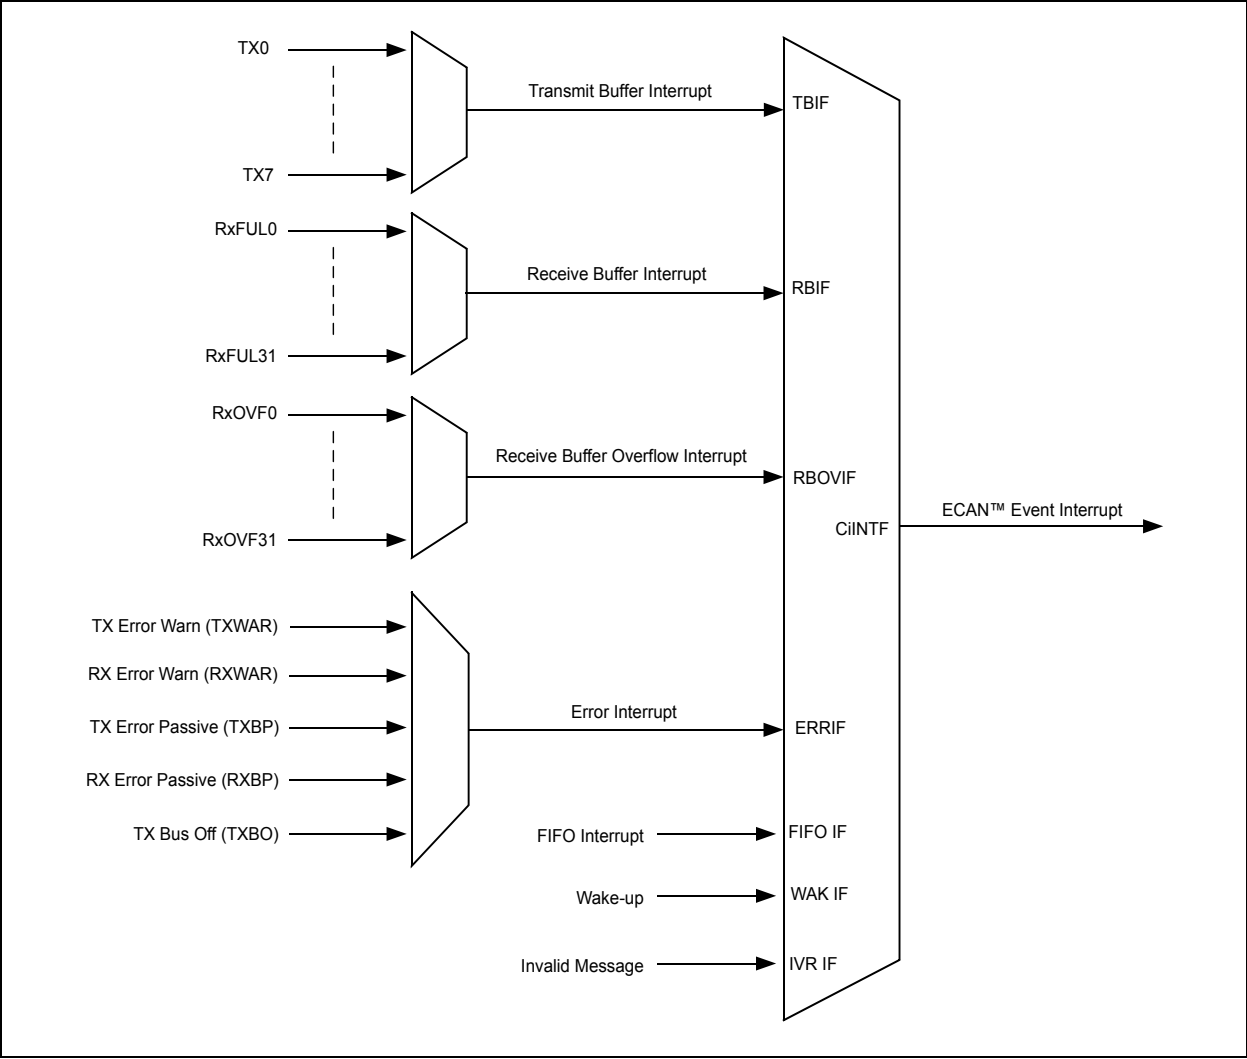 TX0
Transmit Buffer Interrupt
TBIF
TX7
RxFUL0
Receive Buffer Interrupt
RBIF
RxFUL31
RxOVF0
Receive Buffer Overflow Interrupt
RBOVIF
RxOVF31
CiINTF
ECAN™ Event Interrupt
TX Error Warn (TXWAR)
RX Error Warn (RXWAR)
TX Error Passive (TXBP)
RX Error Passive (RXBP)
TX Bus Off (TXBO)
Error Interrupt
ERRIF
FIFO Interrupt
FIFO IF
Wake-up
WAK IF
Invalid Message
IVR IF